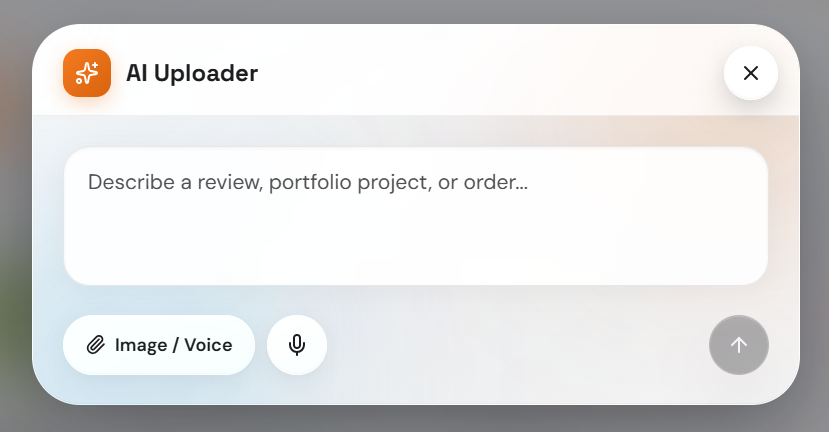 AI Uploader
Describe a review, portfolio project, or order...
Image / Voice